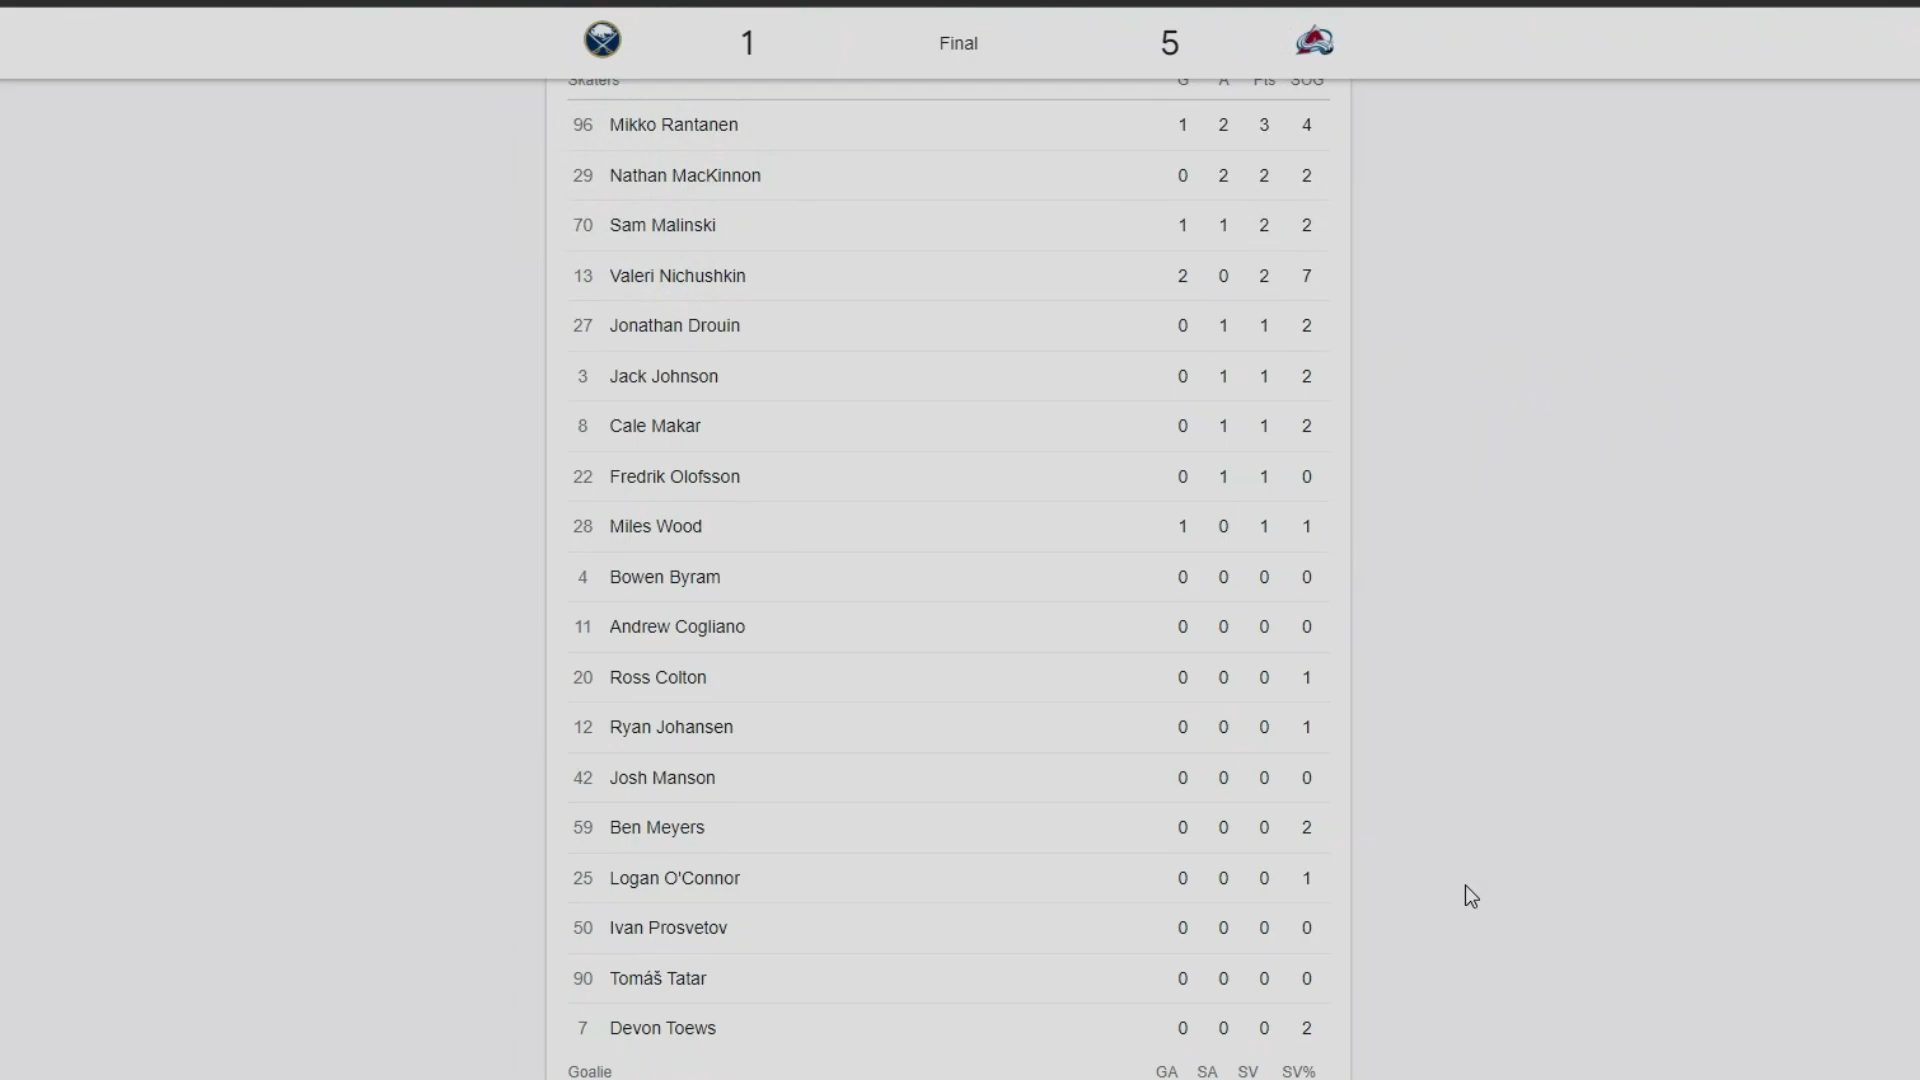 1 Final 5
Skaters G A Pts SOG
96 Mikko Rantanen 1 2 3 4
29 Nathan MacKinnon 0 2 2 2
70 Sam Malinski 1 1 2 2
13 Valeri Nichushkin 2 0 2 7
27 Jonathan Drouin 0 1 1 2
3 Jack Johnson 0 1 1 2
8 Cale Makar 0 1 1 2
22 Fredrik Olofsson 0 1 1 0
28 Miles Wood 1 0 1 1
4 Bowen Byram 0 0 0 0
11 Andrew Cogliano 0 0 0 0
20 Ross Colton 0 0 0 1
12 Ryan Johansen 0 0 0 1
42 Josh Manson 0 0 0 0
59 Ben Meyers 0 0 0 2
25 Logan O'Connor 0 0 0 1
50 Ivan Prosvetov 0 0 0 0
90 Tomáš Tatar 0 0 0 0
7 Devon Toews 0 0 0 2
Goalie GA SA SV SV%